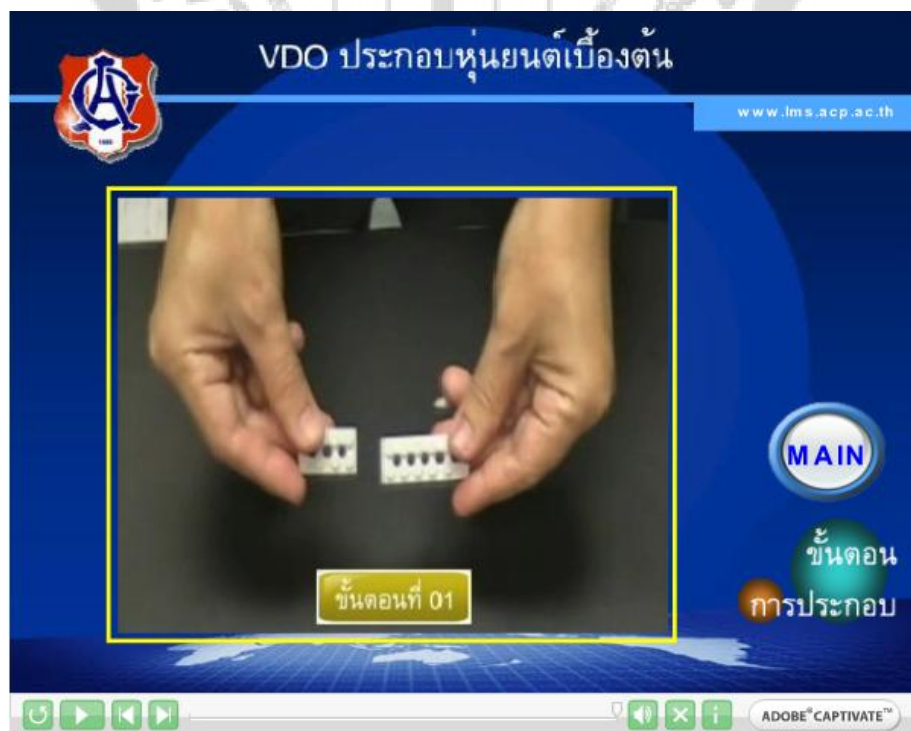 VDO ประกอบหุ่นยนต์เบื้องต้น
www.lms.acp.ac.th
MAIN
ขั้นตอน
การประกอบ
ขั้นตอนที่ 01
ADOBE® CAPTIVATE™